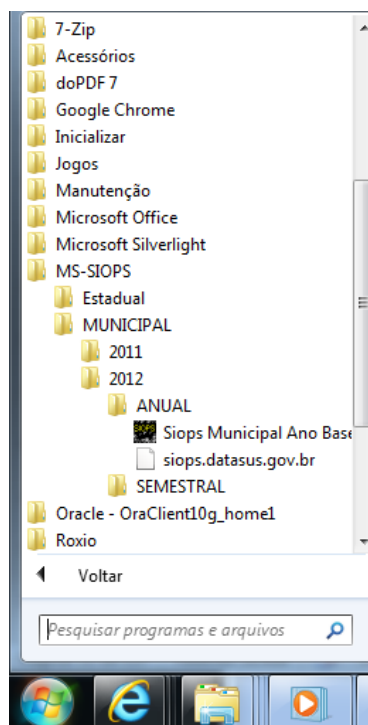 7-Zip
Acessórios
doPDF 7
Google Chrome
Inicializar
Jogos
Manutenção
Microsoft Office
Microsoft Silverlight
MS-SIOPS
Estadual
MUNICIPAL
2011
2012
ANUAL
SIOPS Siops Municipal Ano Base
siops.datasus.gov.br
SEMESTRAL
Oracle - OraClient10g_home1
Roxio
Voltar
Pesquisar programas e arquivos